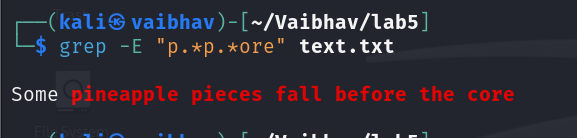 ┌──(kali㉿vaibhav)-[~/Vaibhav/lab5]
└─$ grep -E "p.*p.*ore" text.txt
Some pineapple pieces fall before the core